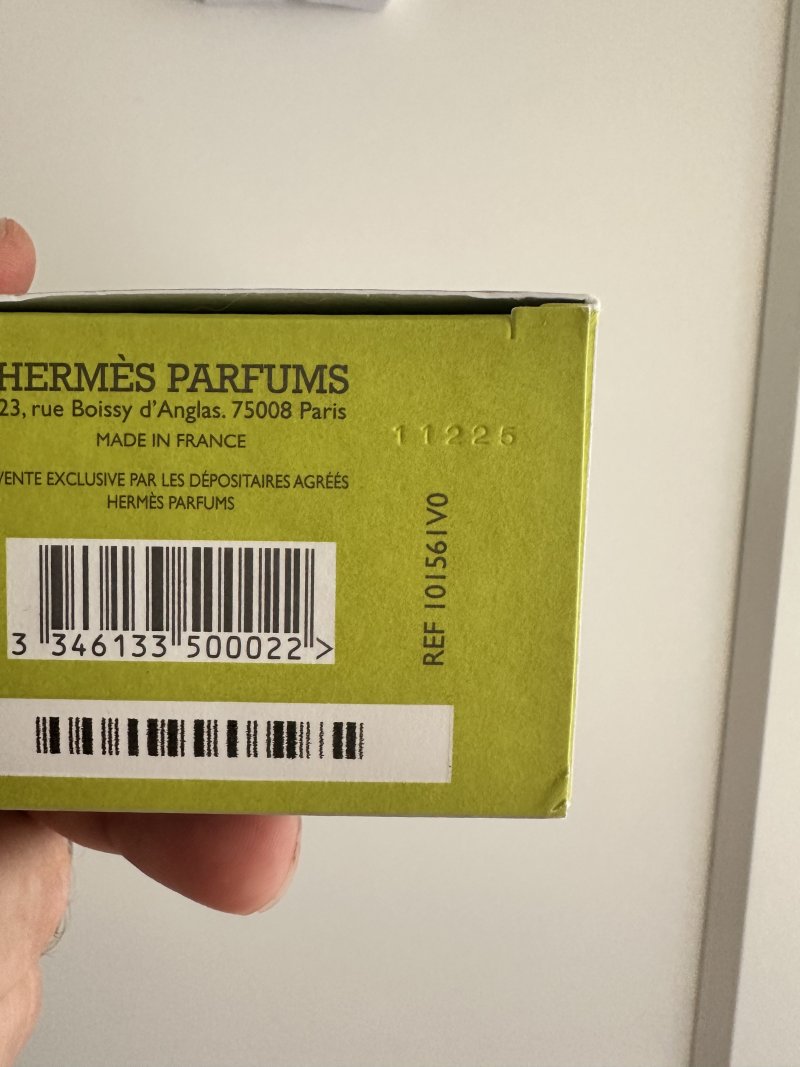 HERMÈS PARFUMS
23, rue Boissy d'Anglas. 75008 Paris
MADE IN FRANCE
VENTE EXCLUSIVE PAR LES DÉPOSITAIRES AGRÉÉS
HERMÈS PARFUMS
11225
REF 101561V0
3 346133 500022 >